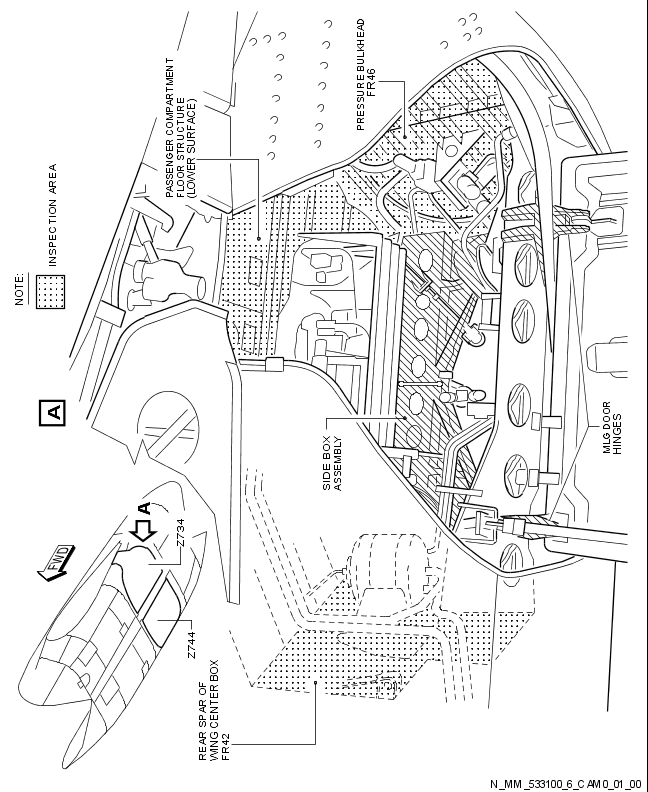 NOTE:
INSPECTION AREA
A
FWD
A
Z734
Z744
PASSENGER COMPARTMENT
FLOOR STRUCTURE
(LOWER SURFACE)
PRESSURE BULKHEAD
FR46
SIDE BOX
ASSEMBLY
MLG DOOR
HINGES
REAR SPAR OF
WING CENTER BOX
FR42
N_MM_533100_6_CAM0_01_00